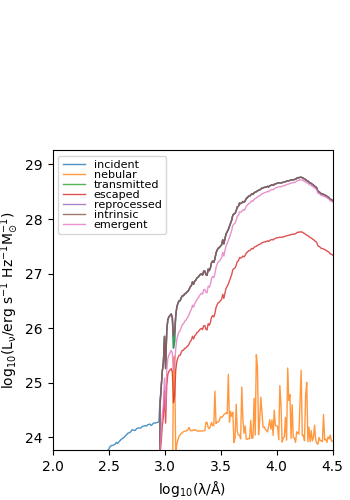 29
28
27
26
25
24
log₁₀(Lν/erg s⁻¹ Hz⁻¹ M⊙⁻¹)
incident
nebular
transmitted
escaped
reprocessed
intrinsic
emergent
2.0 2.5 3.0 3.5 4.0 4.5
log₁₀(λ/Å)